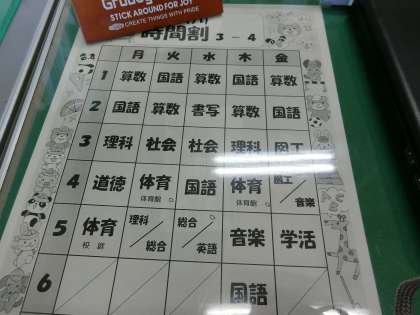 STICK AROUND FOR JOY
CREATE THINGS WITH PRIDE
時間割 3－4
月 火 水 木 金
1 算数 国語 算数 国語 算数
2 国語 算数 書写 算数 国語
3 理科 社会 社会 理科 図工
4 道徳 体育 国語 体育 図工／音楽
体育館 体育館
5 体育 理科／総合 総合／英語 音楽 学活
校庭
6 国語